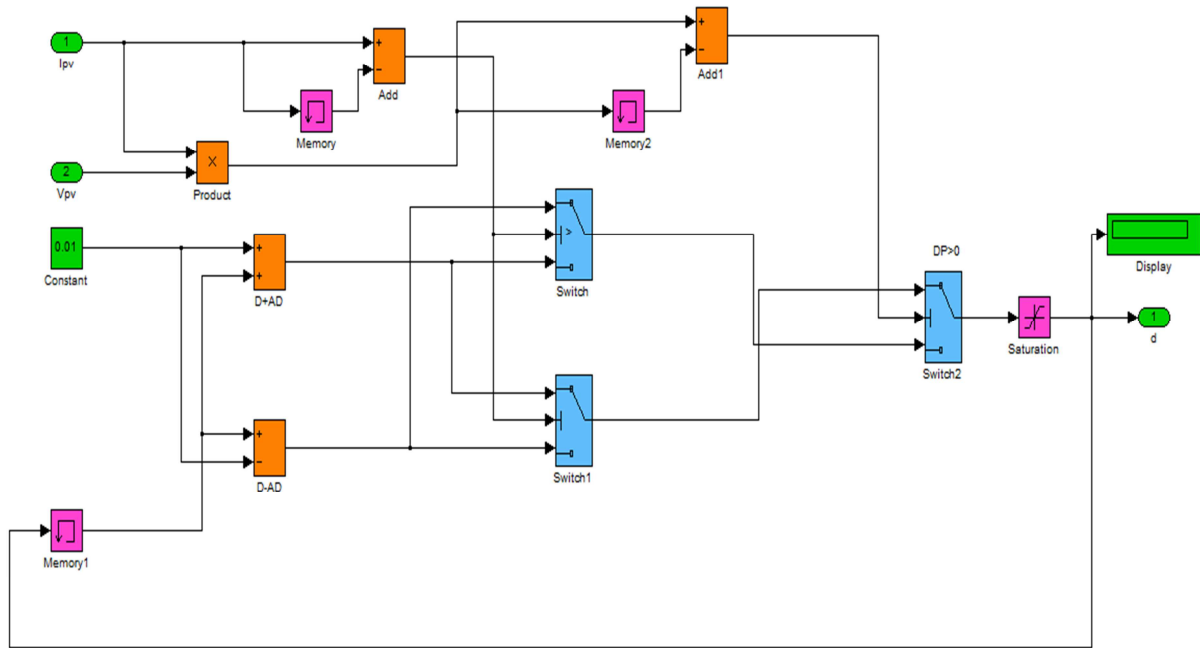 1
Ipv
+
−
Add
+
−
Add1
Memory
Memory2
×
Product
2
Vpv
0.01
Constant
+
+
D+AD
>
Switch
DP>0
Switch2
Saturation
Display
1
d
+
−
D-AD
Switch1
Memory1